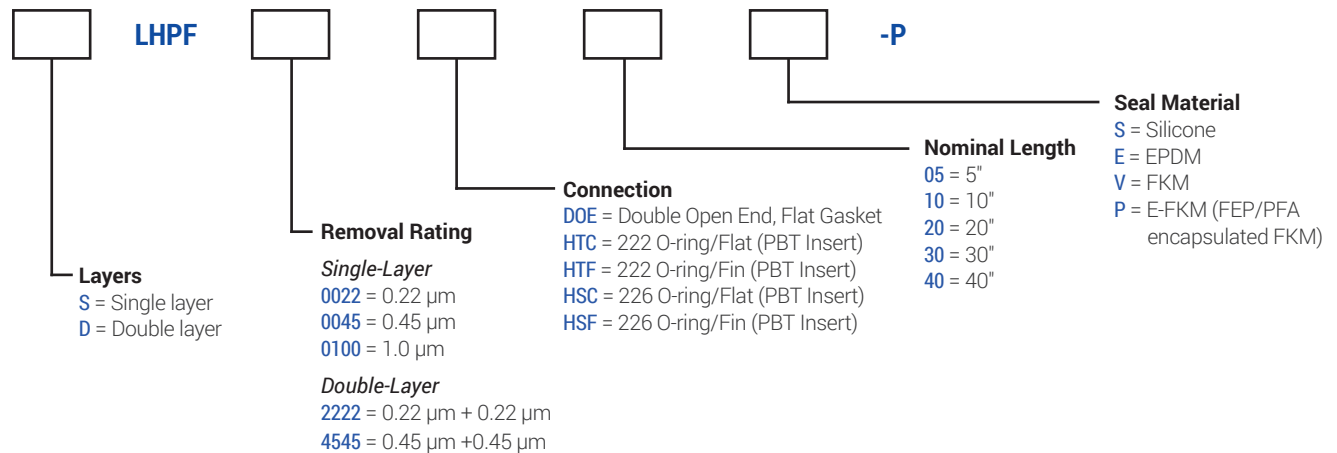 LHPF -P
Seal Material
S = Silicone
E = EPDM
V = FKM
P = E-FKM (FEP/PFA
encapsulated FKM)
Nominal Length
05 = 5"
10 = 10"
20 = 20"
30 = 30"
40 = 40"
Connection
DOE = Double Open End, Flat Gasket
HTC = 222 O-ring/Flat (PBT Insert)
HTF = 222 O-ring/Fin (PBT Insert)
HSC = 226 O-ring/Flat (PBT Insert)
HSF = 226 O-ring/Fin (PBT Insert)
Removal Rating
Single-Layer
0022 = 0.22 µm
0045 = 0.45 µm
0100 = 1.0 µm
Double-Layer
2222 = 0.22 µm + 0.22 µm
4545 = 0.45 µm +0.45 µm
Layers
S = Single layer
D = Double layer